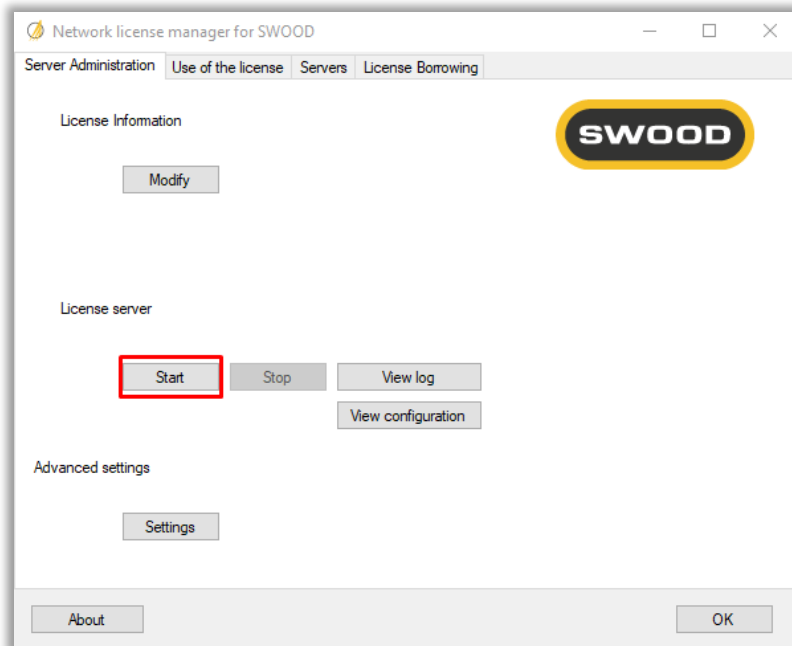 Network license manager for SWOOD
Server Administration Use of the license Servers License Borrowing
License Information
SWOOD
Modify
License server
Start Stop View log
View configuration
Advanced settings
Settings
About OK